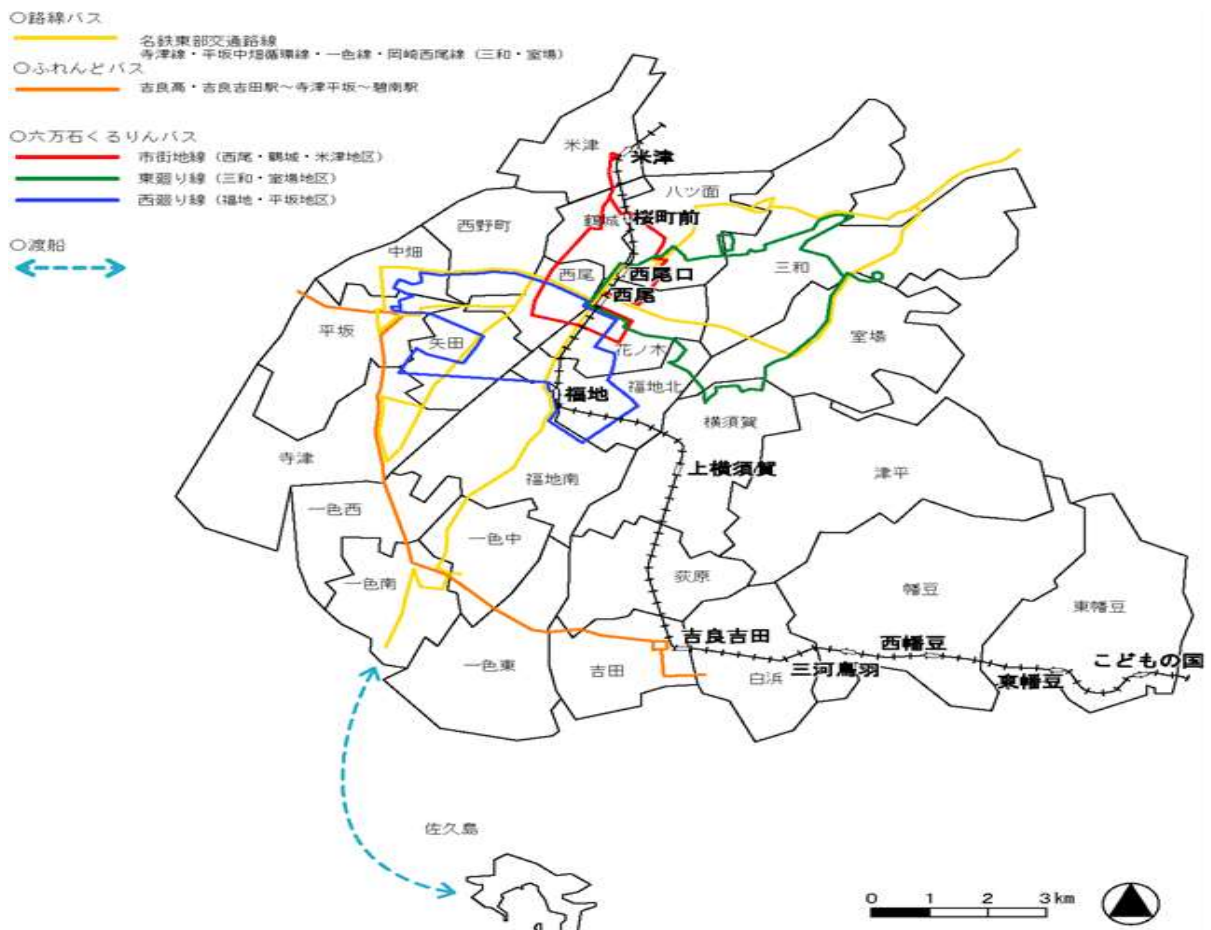 ○路線バス
名鉄東部交通路線
寺津線・平坂中畑循環線・一色線・岡崎西尾線（三和・室場）
○ふれんどバス
吉良高・吉良吉田駅～寺津平坂～碧南駅
○六万石くるりんバス
市街地線（西尾・鶴城・米津地区）
東廻り線（三和・室場地区）
西廻り線（福地・平坂地区）
○渡船
米津
米津
八ツ面
鶴城
桜町前
西野町
中畑
西尾
西尾口
三和
西尾
平坂
矢田
花ノ木
室場
福地
福地北
横須賀
寺津
上横須賀
津平
福地南
一色西
一色中
一色南
荻原
幡豆
東幡豆
吉良吉田
西幡豆
一色東
吉田
白浜
三河鳥羽
こどもの国
東幡豆
佐久島
0 1 2 3km